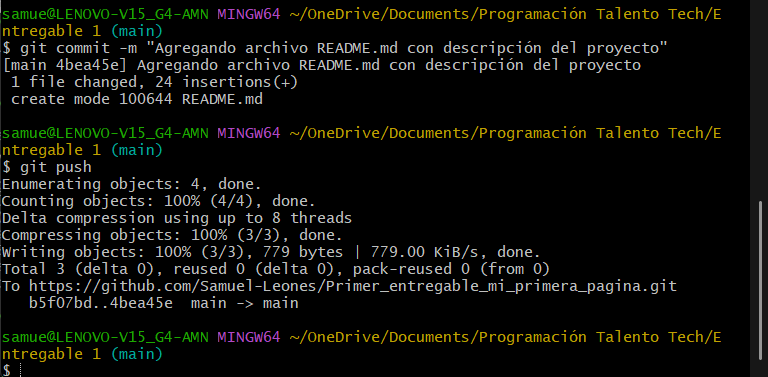 samue@LENOVO-V15_G4-AMN MINGW64 ~/OneDrive/Documents/Programación Talento Tech/E
ntregable 1 (main)
$ git commit -m "Agregando archivo README.md con descripción del proyecto"
[main 4bea45e] Agregando archivo README.md con descripción del proyecto
 1 file changed, 24 insertions(+)
 create mode 100644 README.md

samue@LENOVO-V15_G4-AMN MINGW64 ~/OneDrive/Documents/Programación Talento Tech/E
ntregable 1 (main)
$ git push
Enumerating objects: 4, done.
Counting objects: 100% (4/4), done.
Delta compression using up to 8 threads
Compressing objects: 100% (3/3), done.
Writing objects: 100% (3/3), 779 bytes | 779.00 KiB/s, done.
Total 3 (delta 0), reused 0 (delta 0), pack-reused 0 (from 0)
To https://github.com/Samuel-Leones/Primer_entregable_mi_primera_pagina.git
   b5f07bd..4bea45e  main -> main

samue@LENOVO-V15_G4-AMN MINGW64 ~/OneDrive/Documents/Programación Talento Tech/E
ntregable 1 (main)
$